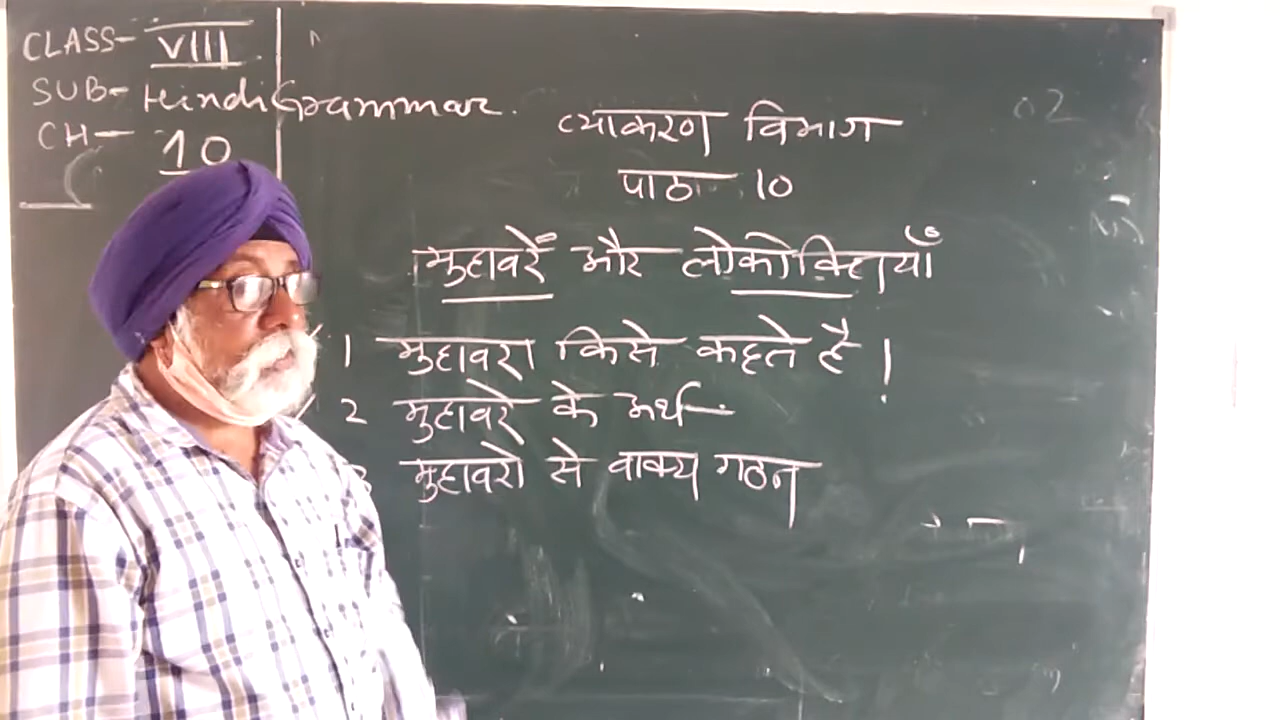 CLASS- VIII
SUB- Hindi Grammar.
CH- 10
व्याकरण विभाग
पाठ 10
मुहावरें और लोकोक्तियाँ
1 मुहावरा किसे कहते है।
2 मुहावरे के अर्थ-
3 मुहावरो से वाक्य गठन